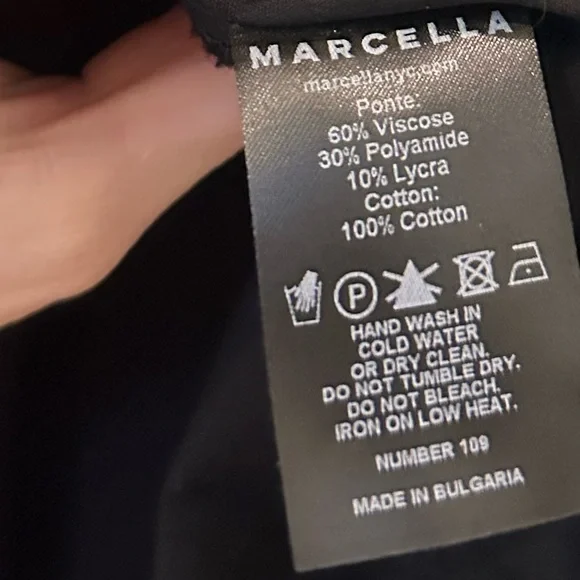 MARCELLA
marcellanyc.com
Ponte:
60% Viscose
30% Polyamide
10% Lycra
Cotton:
100% Cotton
P
HAND WASH IN
COLD WATER
OR DRY CLEAN.
DO NOT TUMBLE DRY.
DO NOT BLEACH.
IRON ON LOW HEAT.
NUMBER 109
MADE IN BULGARIA